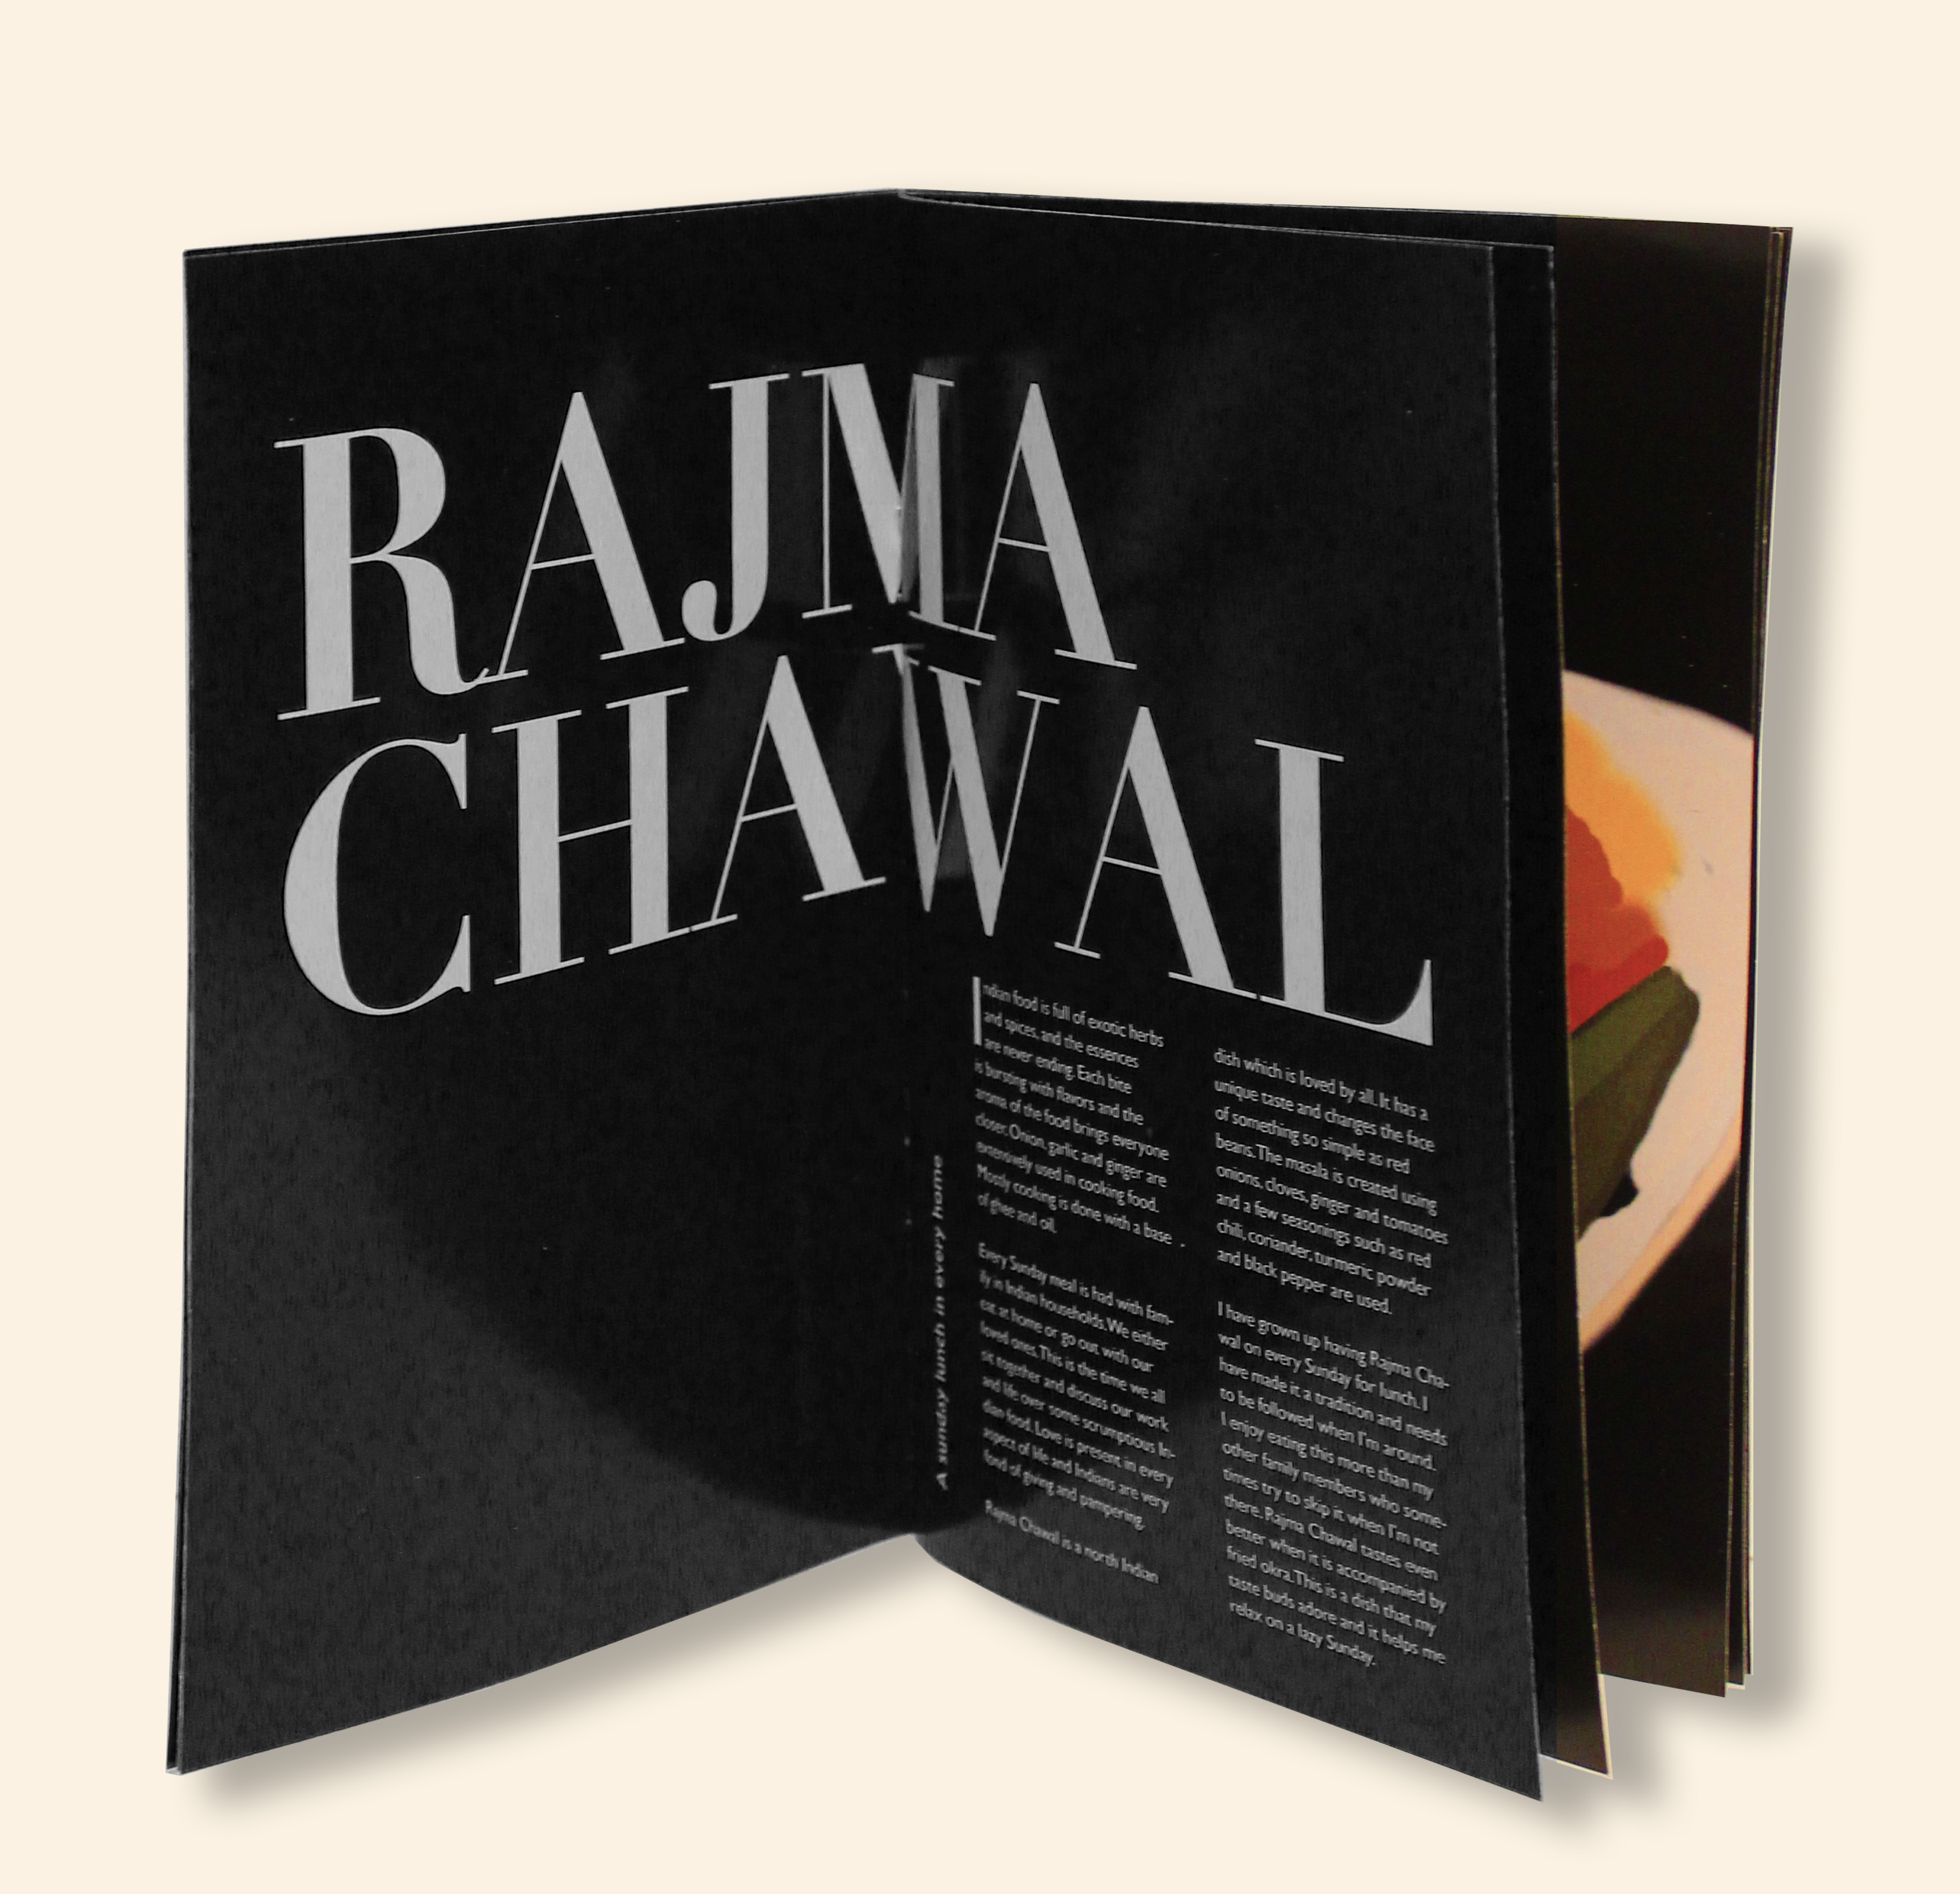 RAJMA
CHAWAL
A sunday lunch in every home
Indian food is full of exotic herbs
and spices, and the essences
are never ending. Each bite
is bursting with flavors and the
aroma of the food brings everyone
closer. Onion, garlic and ginger are
extensively used in cooking food.
Mostly cooking is done with a base
of ghee and oil.
Every Sunday meal is had with fam-
ily in Indian households. We either
eat at home or go out with our
loved ones. This is the time we all
sit together and discuss our work
and life over some scrumptious In-
dian food. Love is present in every
aspect of life and Indians are very
fond of giving and pampering.
Rajma Chawal is a north Indian
dish which is loved by all. It has a
unique taste and changes the face
of something so simple as red
beans. The masala is created using
onions, cloves, ginger and tomatoes
and a few seasonings such as red
chili, coriander, turmeric powder
and black pepper are used.
I have grown up having Rajma Cha-
wal on every Sunday for lunch. I
have made it a tradition and needs
to be followed when I'm around.
I enjoy eating this more than my
other family members who some-
times try to skip it when I'm not
there. Rajma Chawal tastes even
better when it is accompanied by
fried okra. This is a dish that my
taste buds adore and it helps me
relax on a lazy Sunday.